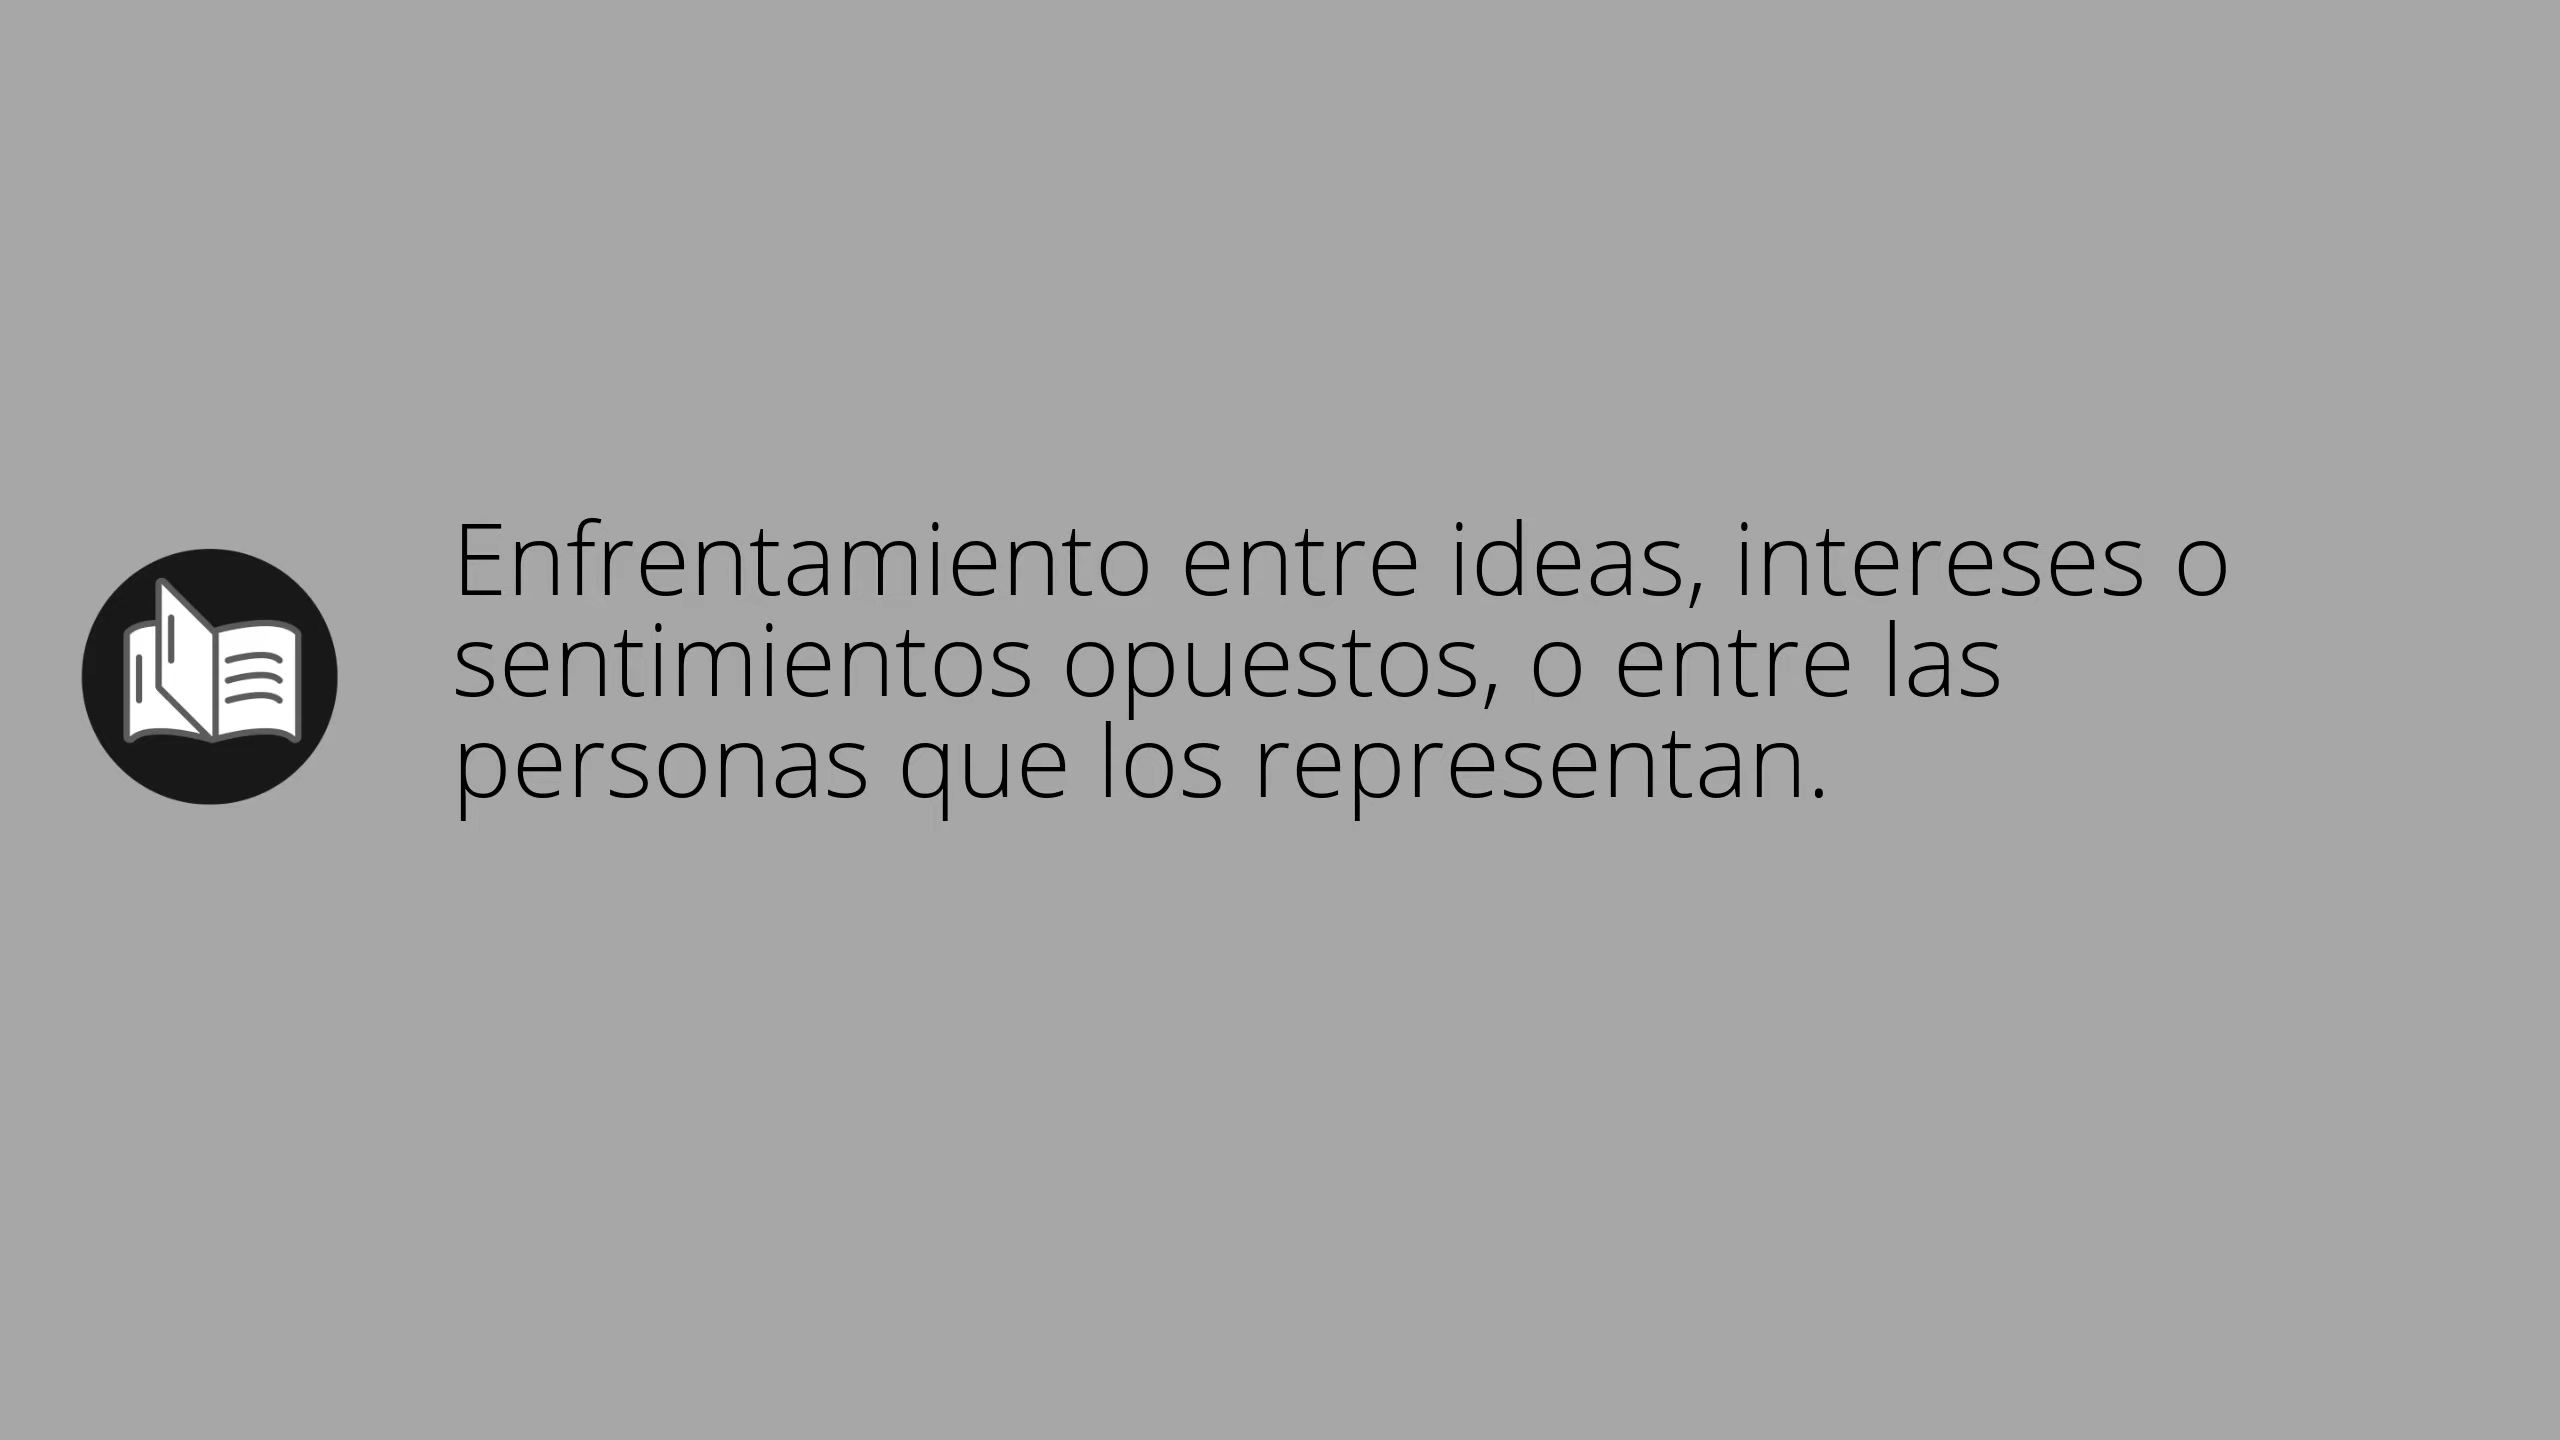 Enfrentamiento entre ideas, intereses o
sentimientos opuestos, o entre las
personas que los representan.